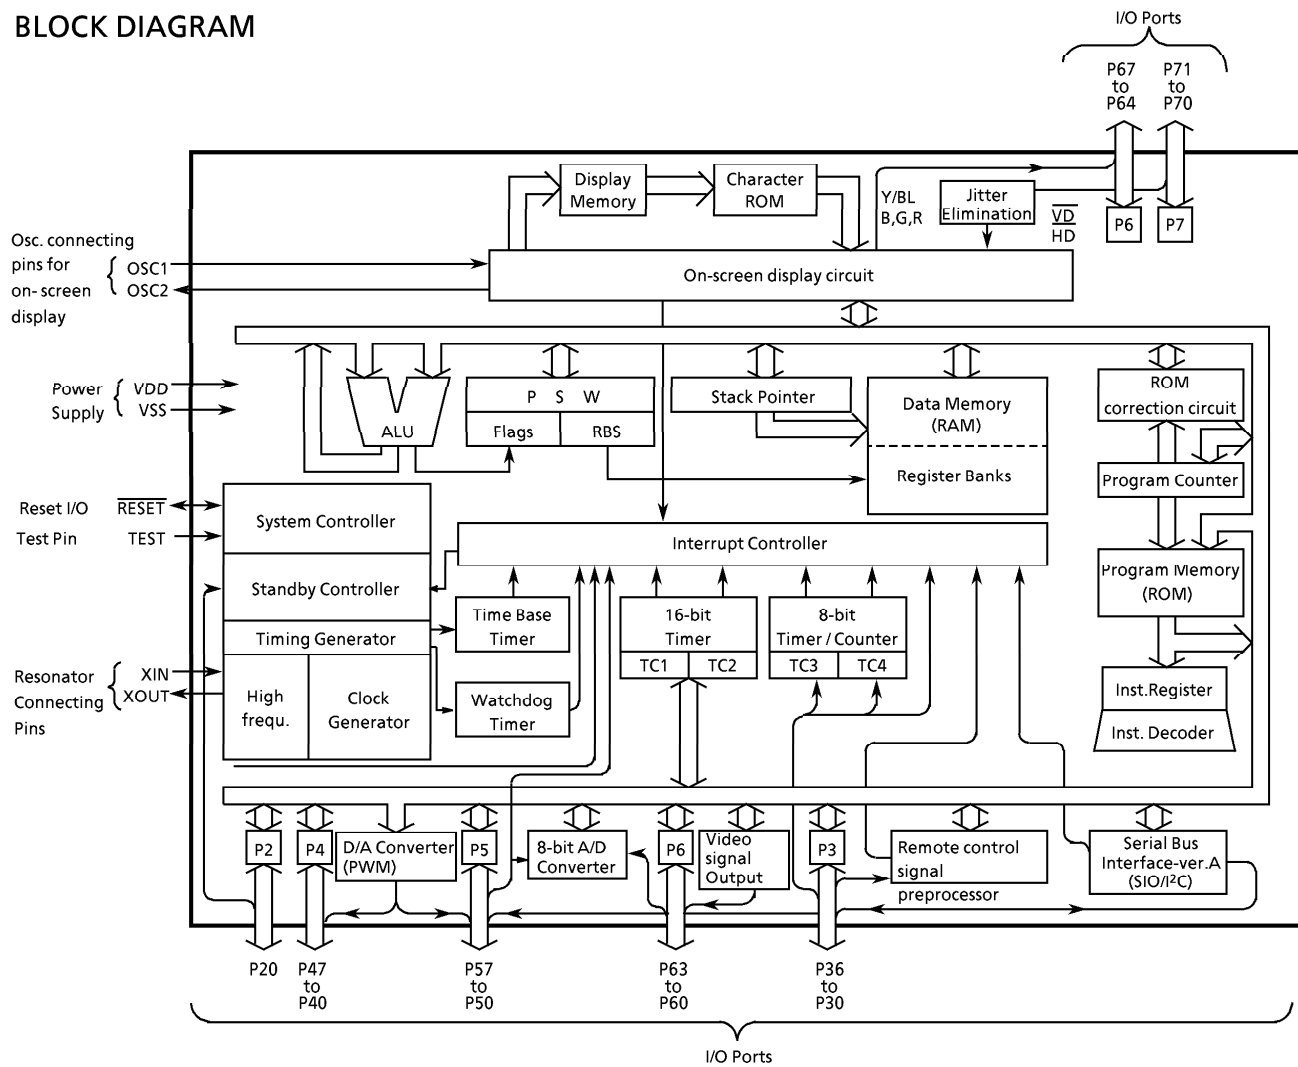 BLOCK DIAGRAM
I/O Ports
P67
to
P64
P71
to
P70
Display
Memory
Character
ROM
Y/BL
B,G,R
Jitter
Elimination
VD
HD
P6
P7
Osc. connecting
pins for
on- screen
display
OSC1
OSC2
On-screen display circuit
Power
Supply
VDD
VSS
ALU
P S W
Flags
RBS
Stack Pointer
Data Memory
(RAM)
Register Banks
ROM
correction circuit
Program Counter
Reset I/O
RESET
Test Pin
TEST
System Controller
Interrupt Controller
Standby Controller
Timing Generator
High
frequ.
Clock
Generator
Time Base
Timer
Watchdog
Timer
16-bit
Timer
TC1
TC2
8-bit
Timer / Counter
TC3
TC4
Program Memory
(ROM)
Inst.Register
Inst. Decoder
Resonator
Connecting
Pins
XIN
XOUT
P2
P4
D/A Converter
(PWM)
P5
8-bit A/D
Converter
P6
Video
signal
Output
P3
Remote control
signal
preprocessor
Serial Bus
Interface-ver.A
(SIO/I²C)
P20
P47
to
P40
P57
to
P50
P63
to
P60
P36
to
P30
I/O Ports